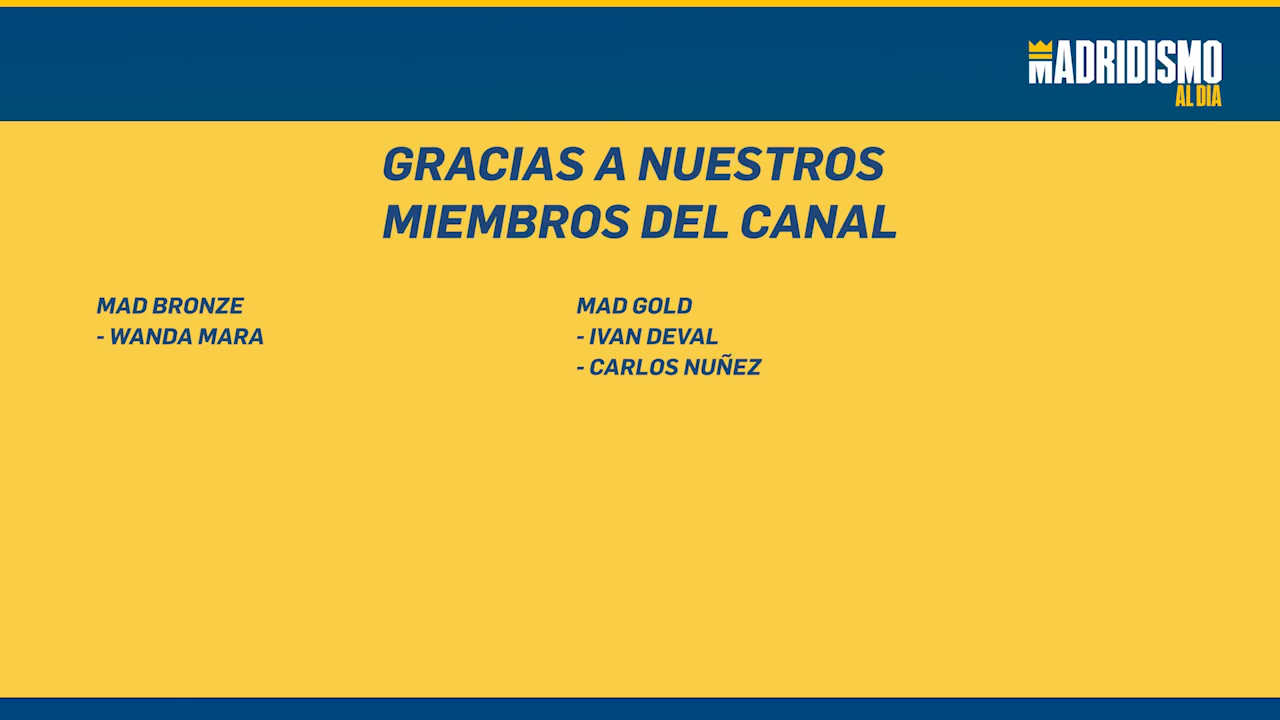 MADRIDISMO
AL DIA
GRACIAS A NUESTROS
MIEMBROS DEL CANAL
MAD BRONZE
- WANDA MARA
MAD GOLD
- IVAN DEVAL
- CARLOS NUÑEZ